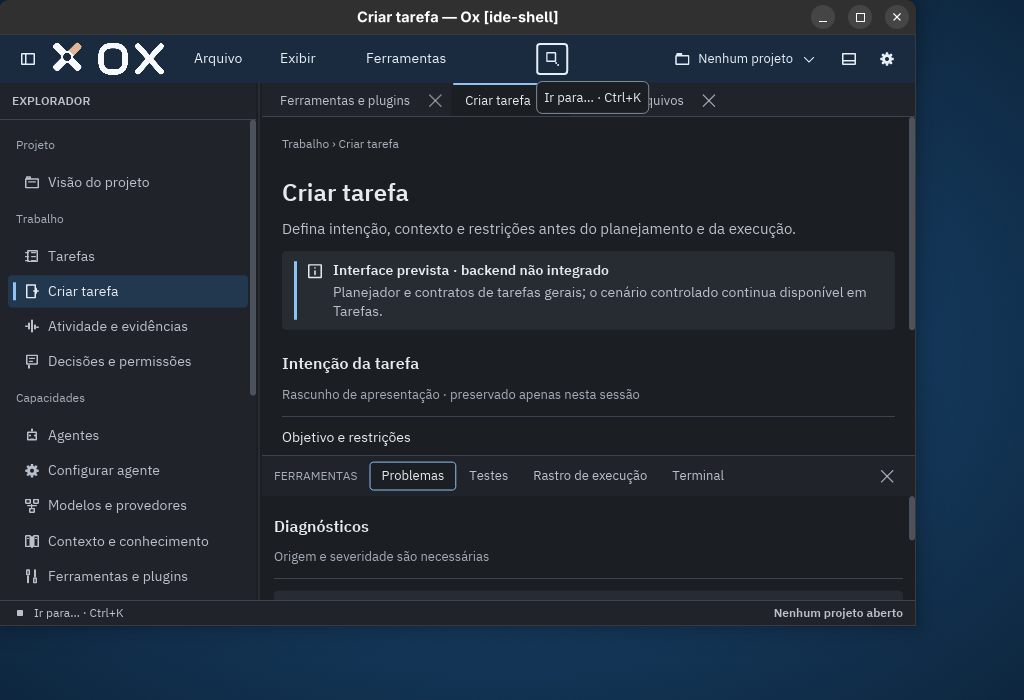 Criar tarefa — Ox [ide-shell]
OX
Arquivo
Exibir
Ferramentas
Nenhum projeto
EXPLORADOR
Projeto
Visão do projeto
Trabalho
Tarefas
Criar tarefa
Atividade e evidências
Decisões e permissões
Capacidades
Agentes
Configurar agente
Modelos e provedores
Contexto e conhecimento
Ferramentas e plugins
Ferramentas e plugins
Criar tarefa
Ir para... · Ctrl+K
Trabalho › Criar tarefa
Criar tarefa
Defina intenção, contexto e restrições antes do planejamento e da execução.
Interface prevista · backend não integrado
Planejador e contratos de tarefas gerais; o cenário controlado continua disponível em
Tarefas.
Intenção da tarefa
Rascunho de apresentação · preservado apenas nesta sessão
Objetivo e restrições
FERRAMENTAS
Problemas
Testes
Rastro de execução
Terminal
Diagnósticos
Origem e severidade são necessárias
Ir para... · Ctrl+K
Nenhum projeto aberto